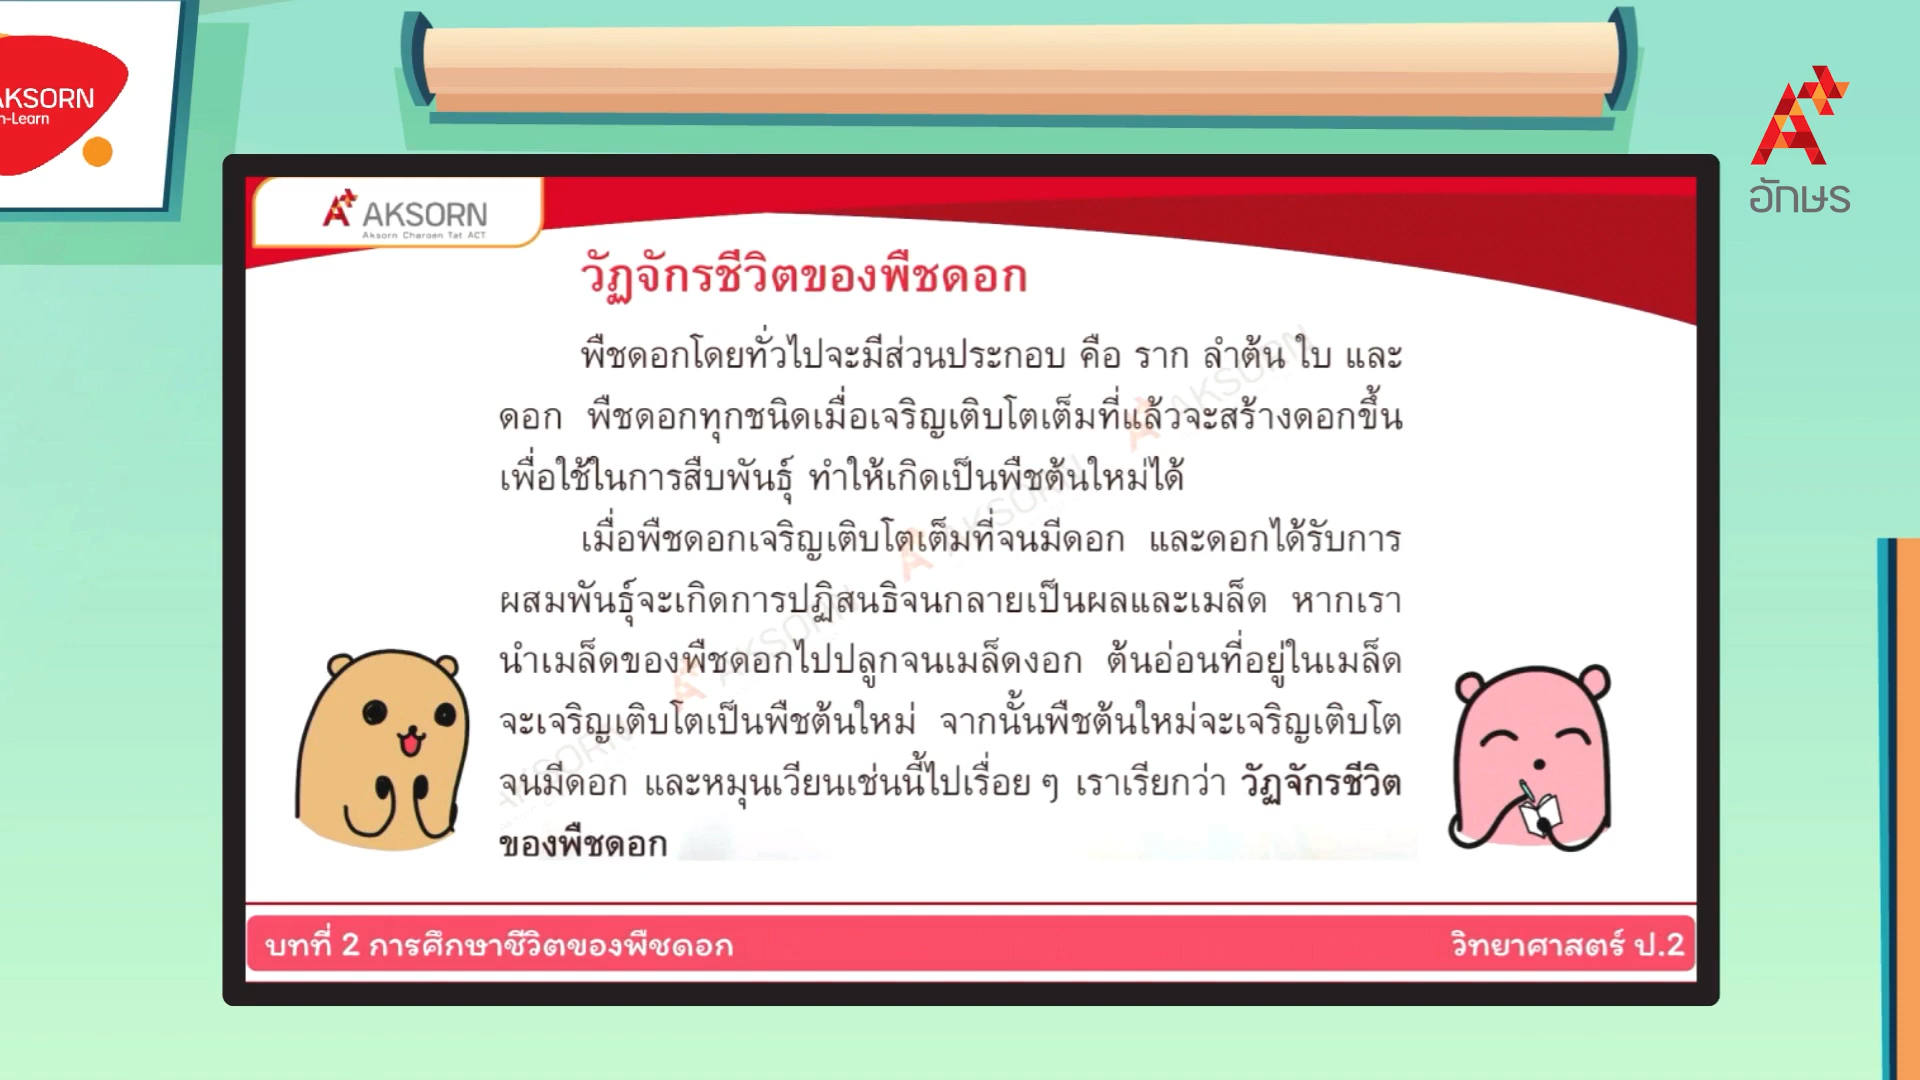 AKSORN
n-Learn
อักษร
AKSORN
Aksorn Charoen Tat ACT
วัฏจักรชีวิตของพืชดอก
พืชดอกโดยทั่วไปจะมีส่วนประกอบ คือ ราก ลำต้น ใบ และ
ดอก พืชดอกทุกชนิดเมื่อเจริญเติบโตเต็มที่แล้วจะสร้างดอกขึ้น
เพื่อใช้ในการสืบพันธุ์ ทำให้เกิดเป็นพืชต้นใหม่ได้
เมื่อพืชดอกเจริญเติบโตเต็มที่จนมีดอก และดอกได้รับการ
ผสมพันธุ์จะเกิดการปฏิสนธิจนกลายเป็นผลและเมล็ด หากเรา
นำเมล็ดของพืชดอกไปปลูกจนเมล็ดงอก ต้นอ่อนที่อยู่ในเมล็ด
จะเจริญเติบโตเป็นพืชต้นใหม่ จากนั้นพืชต้นใหม่จะเจริญเติบโต
จนมีดอก และหมุนเวียนเช่นนี้ไปเรื่อย ๆ เราเรียกว่า วัฏจักรชีวิต
ของพืชดอก
AKSORN
AKSORN
AKSORN
AKSORN
บทที่ 2 การศึกษาชีวิตของพืชดอก
วิทยาศาสตร์ ป.2